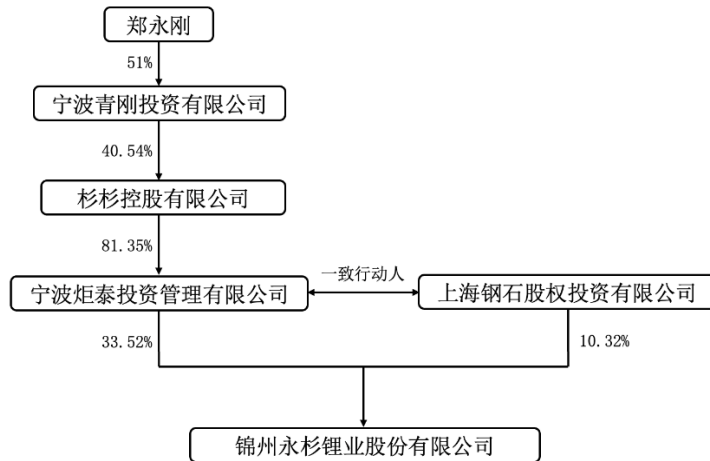 郑永刚
51%
宁波青刚投资有限公司
40.54%
杉杉控股有限公司
81.35%
宁波炬泰投资管理有限公司
一致行动人
上海钢石股权投资有限公司
33.52%
10.32%
锦州永杉锂业股份有限公司